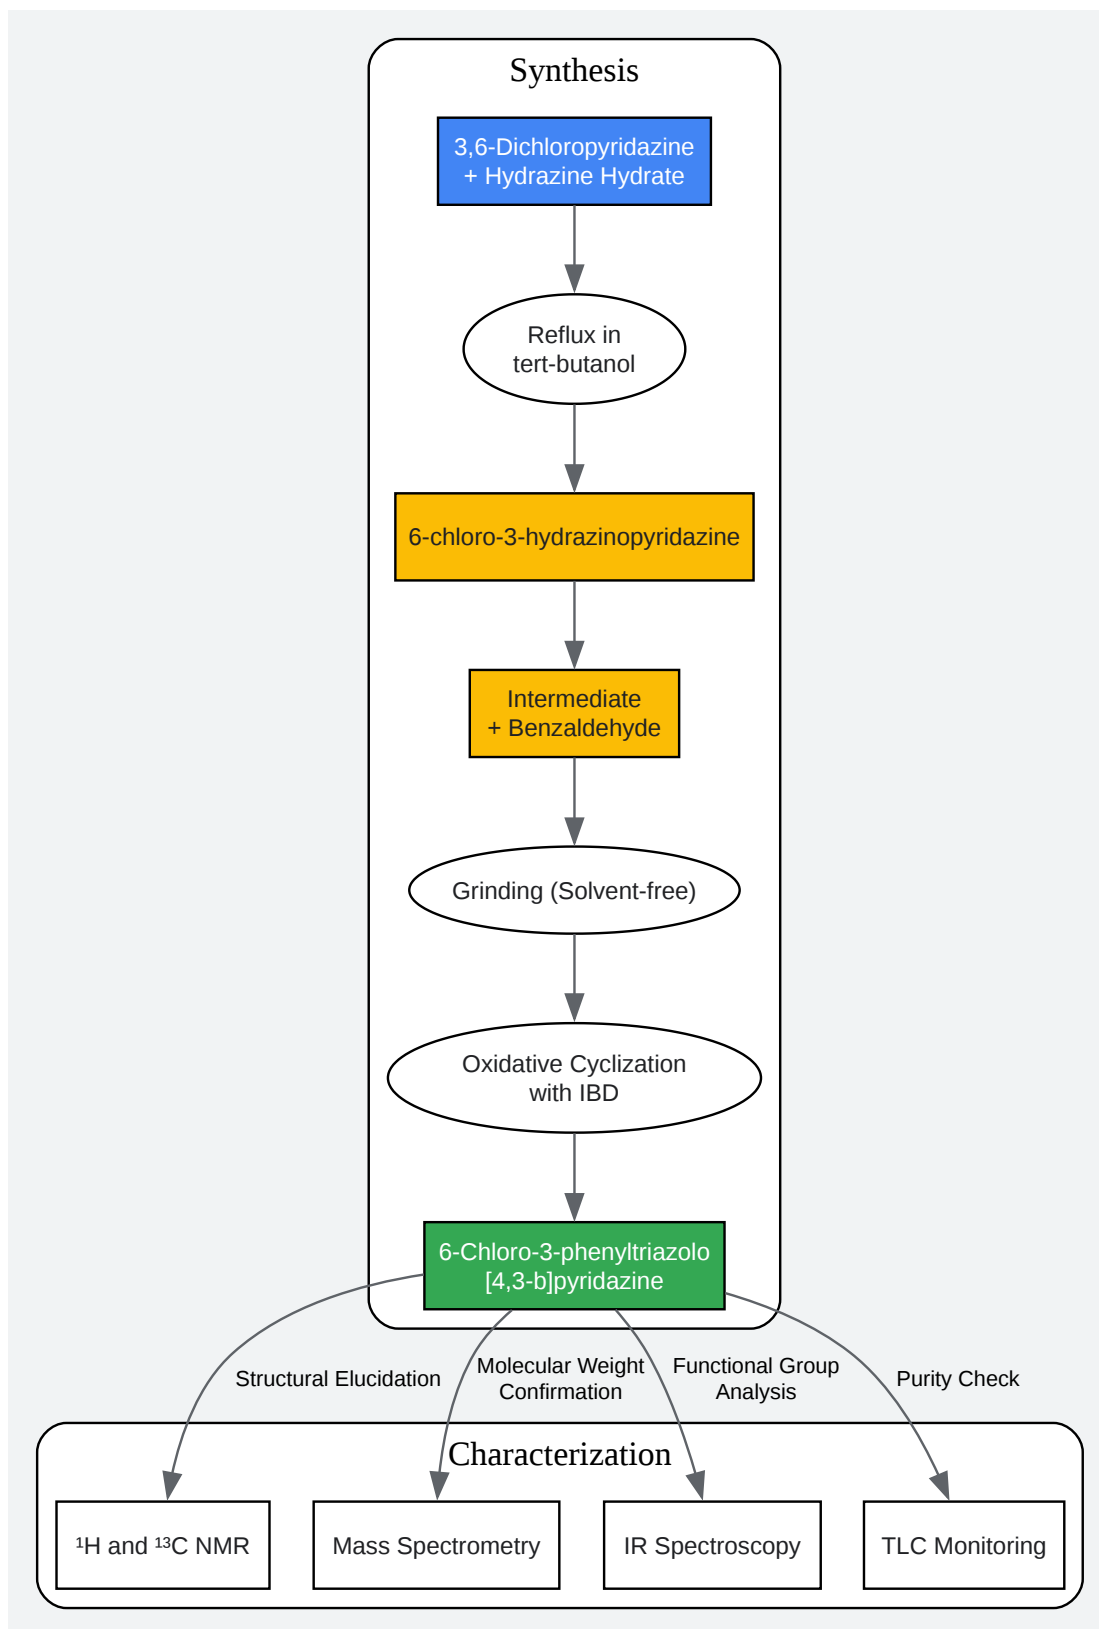 Synthesis
3,6-Dichloropyridazine
+ Hydrazine Hydrate
Reflux in
tert-butanol
6-chloro-3-hydrazinopyridazine
Intermediate
+ Benzaldehyde
Grinding (Solvent-free)
Oxidative Cyclization
with IBD
6-Chloro-3-phenyltriazolo
[4,3-b]pyridazine
Structural Elucidation
Molecular Weight
Confirmation
Functional Group
Analysis
Purity Check
Characterization
¹H and ¹³C NMR
Mass Spectrometry
IR Spectroscopy
TLC Monitoring